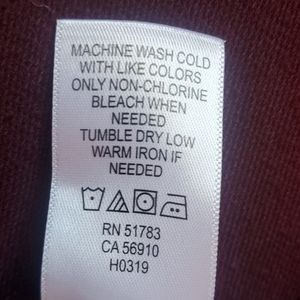 MACHINE WASH COLD
WITH LIKE COLORS
ONLY NON-CHLORINE
BLEACH WHEN
NEEDED
TUMBLE DRY LOW
WARM IRON IF
NEEDED
RN 51783
CA 56910
H0319